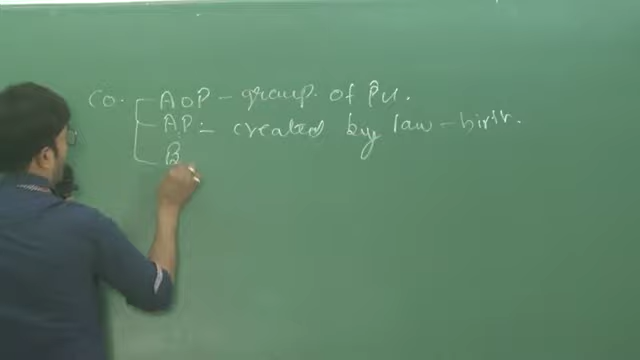 Co. AoP - group of Pu.
AP :- created by law - birth.
B